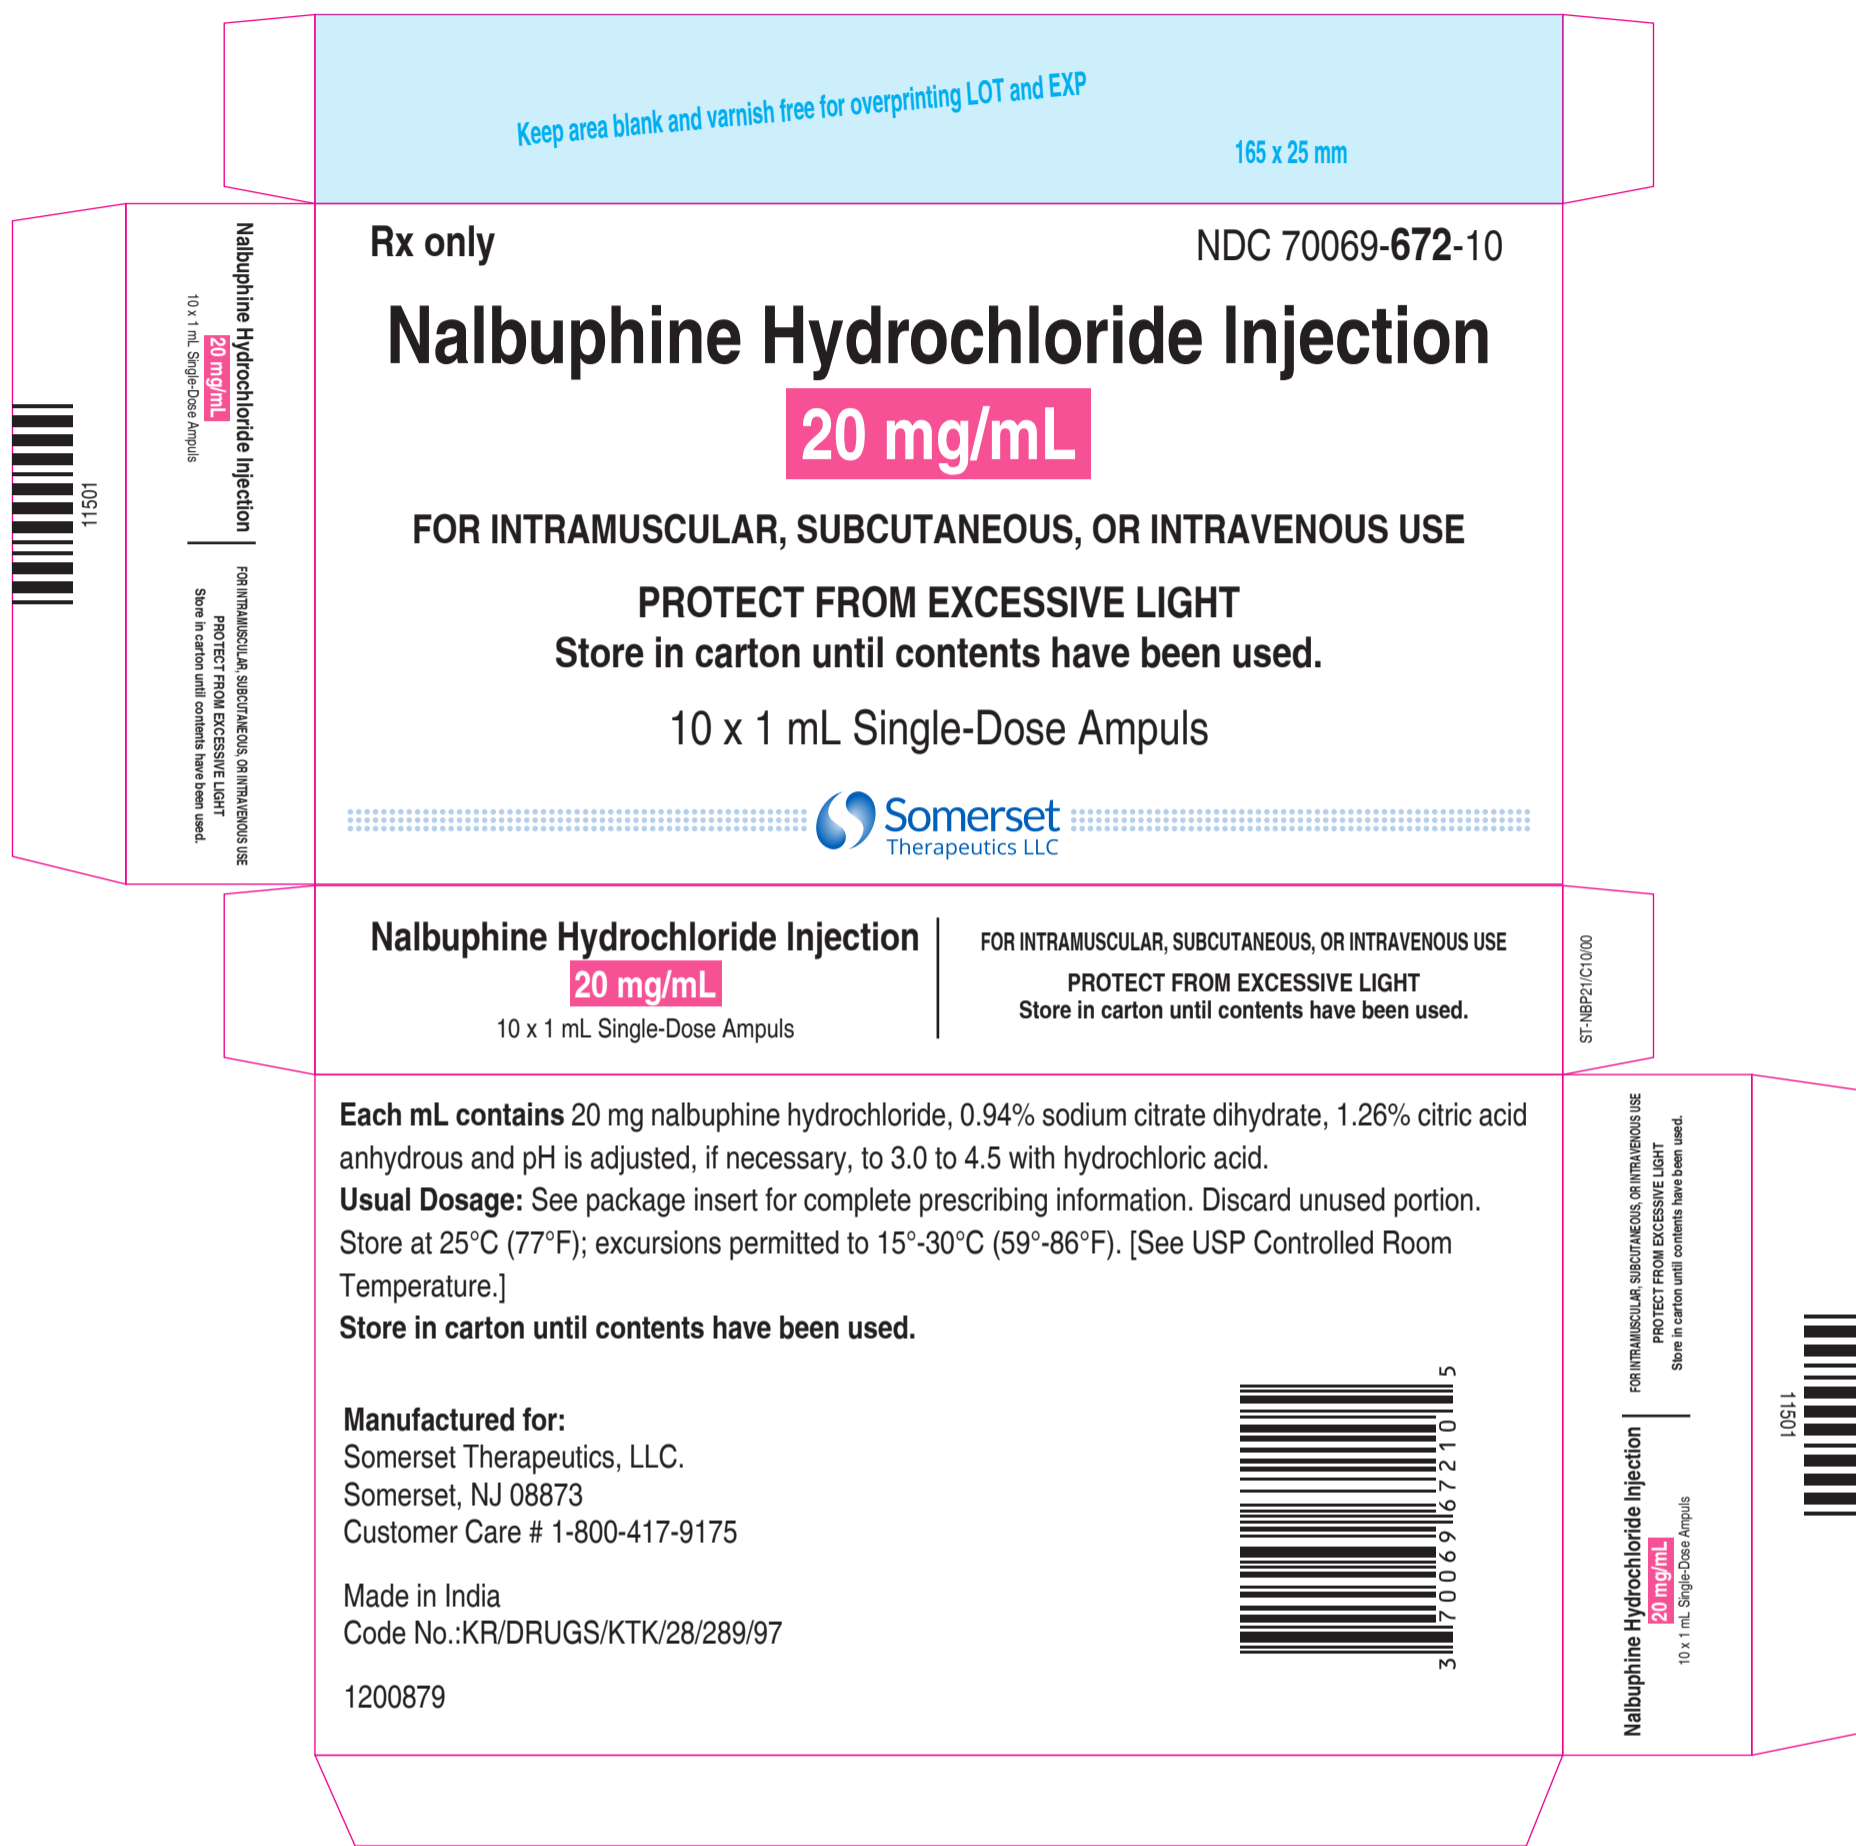 Keep area blank and varnish free for overprinting LOT and EXP
165 x 25 mm
Rx only
NDC 70069-672-10
Nalbuphine Hydrochloride Injection
20 mg/mL
FOR INTRAMUSCULAR, SUBCUTANEOUS, OR INTRAVENOUS USE
PROTECT FROM EXCESSIVE LIGHT
Store in carton until contents have been used.
10 x 1 mL Single-Dose Ampuls
Somerset
Therapeutics LLC
Nalbuphine Hydrochloride Injection
20 mg/mL
10 x 1 mL Single-Dose Ampuls
FOR INTRAMUSCULAR, SUBCUTANEOUS, OR INTRAVENOUS USE
PROTECT FROM EXCESSIVE LIGHT
Store in carton until contents have been used.
11501
Nalbuphine Hydrochloride Injection
20 mg/mL
10 x 1 mL Single-Dose Ampuls
FOR INTRAMUSCULAR, SUBCUTANEOUS, OR INTRAVENOUS USE
PROTECT FROM EXCESSIVE LIGHT
Store in carton until contents have been used.
ST-NBP21/C10/00
Each mL contains 20 mg nalbuphine hydrochloride, 0.94% sodium citrate dihydrate, 1.26% citric acid
anhydrous and pH is adjusted, if necessary, to 3.0 to 4.5 with hydrochloric acid.
Usual Dosage: See package insert for complete prescribing information. Discard unused portion.
Store at 25°C (77°F); excursions permitted to 15°-30°C (59°-86°F). [See USP Controlled Room
Temperature.]
Store in carton until contents have been used.
Manufactured for:
Somerset Therapeutics, LLC.
Somerset, NJ 08873
Customer Care # 1-800-417-9175
Made in India
Code No.:KR/DRUGS/KTK/28/289/97
1200879
3 70069 67210 5
Nalbuphine Hydrochloride Injection
20 mg/mL
10 x 1 mL Single-Dose Ampuls
FOR INTRAMUSCULAR, SUBCUTANEOUS, OR INTRAVENOUS USE
PROTECT FROM EXCESSIVE LIGHT
Store in carton until contents have been used.
11501